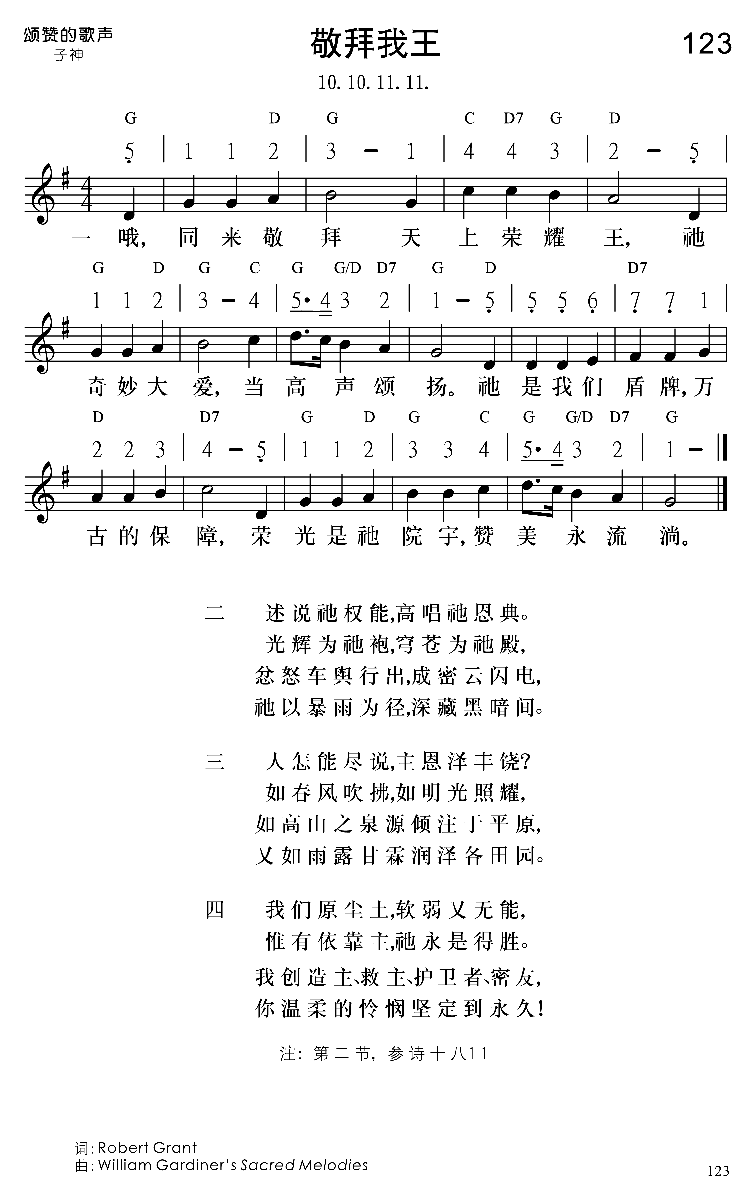 颂赞的歌声
子神
敬拜我王
123
10. 10. 11. 11.
G D G C D7 G D
5 | 1 1 2 | 3 – 1 | 4 4 3 | 2 – 5 |
4 4
一 哦, 同 来 敬 拜 天 上 荣 耀 王, 祂
G D G C G G/D D7 G D D7
1 1 2 | 3 – 4 | 5· 4 3 2 | 1 – 5 | 5 5 6 | 7 7 1 |
奇 妙 大 爱, 当 高 声 颂 扬。 祂 是 我 们 盾 牌, 万
D D7 G D G C G G/D D7 G
2 2 3 | 4 – 5 | 1 1 2 | 3 3 4 | 5· 4 3 2 | 1 – ‖
古 的 保 障, 荣 光 是 祂 院 宇, 赞 美 永 流 淌。
二 述说祂权能,高唱祂恩典。
光辉为祂袍,穹苍为祂殿,
忿怒车舆行出,成密云闪电,
祂以暴雨为径,深藏黑暗间。
三 人怎能尽说,主恩泽丰饶?
如春风吹拂,如明光照耀,
如高山之泉源倾注于平原,
又如雨露甘霖润泽各田园。
四 我们原尘土,软弱又无能,
惟有依靠主,祂永是得胜。
我创造主、救主、护卫者、密友,
你温柔的怜悯坚定到永久!
注: 第二节, 参诗十八11
词: Robert Grant
曲: William Gardiner's Sacred Melodies
123